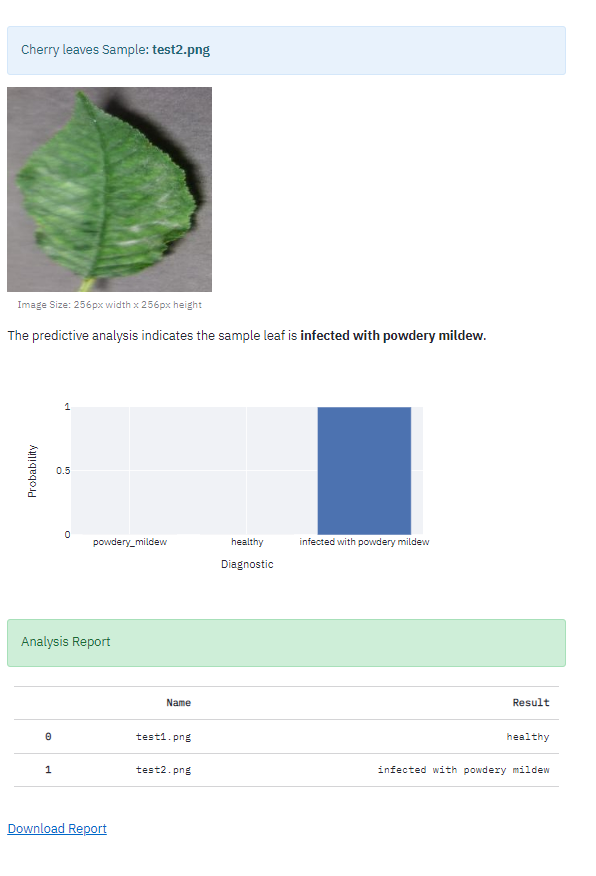 Cherry leaves Sample: test2.png
Image Size: 256px width x 256px height
The predictive analysis indicates the sample leaf is infected with powdery mildew.
1
0.5
0
Probability
powdery_mildew healthy infected with powdery mildew
Diagnostic
Analysis Report
Name Result
0 test1.png healthy
1 test2.png infected with powdery mildew
Download Report